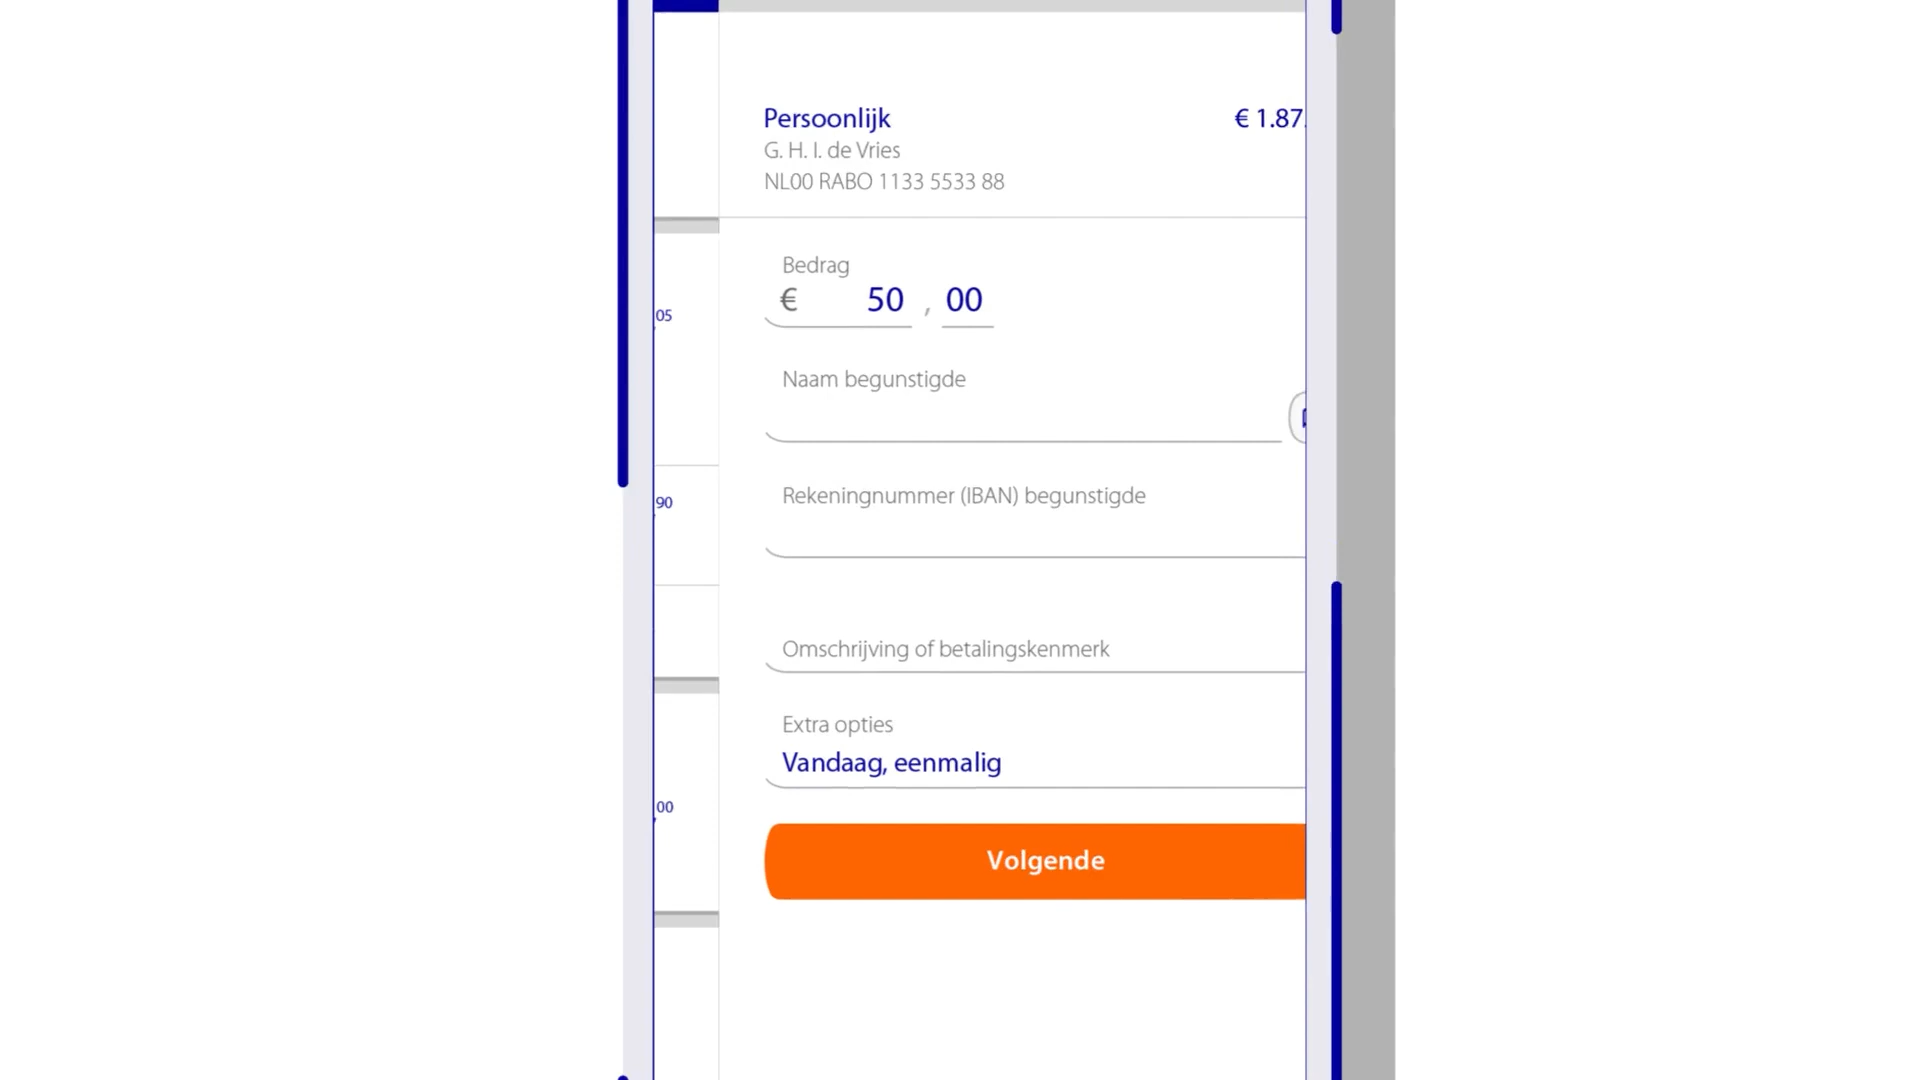 Persoonlijk
€ 1.87
G. H. I. de Vries
NL00 RABO 1133 5533 88
Bedrag
€ 50 , 00
05
Naam begunstigde
Rekeningnummer (IBAN) begunstigde
90
Omschrijving of betalingskenmerk
Extra opties
Vandaag, eenmalig
00
Volgende